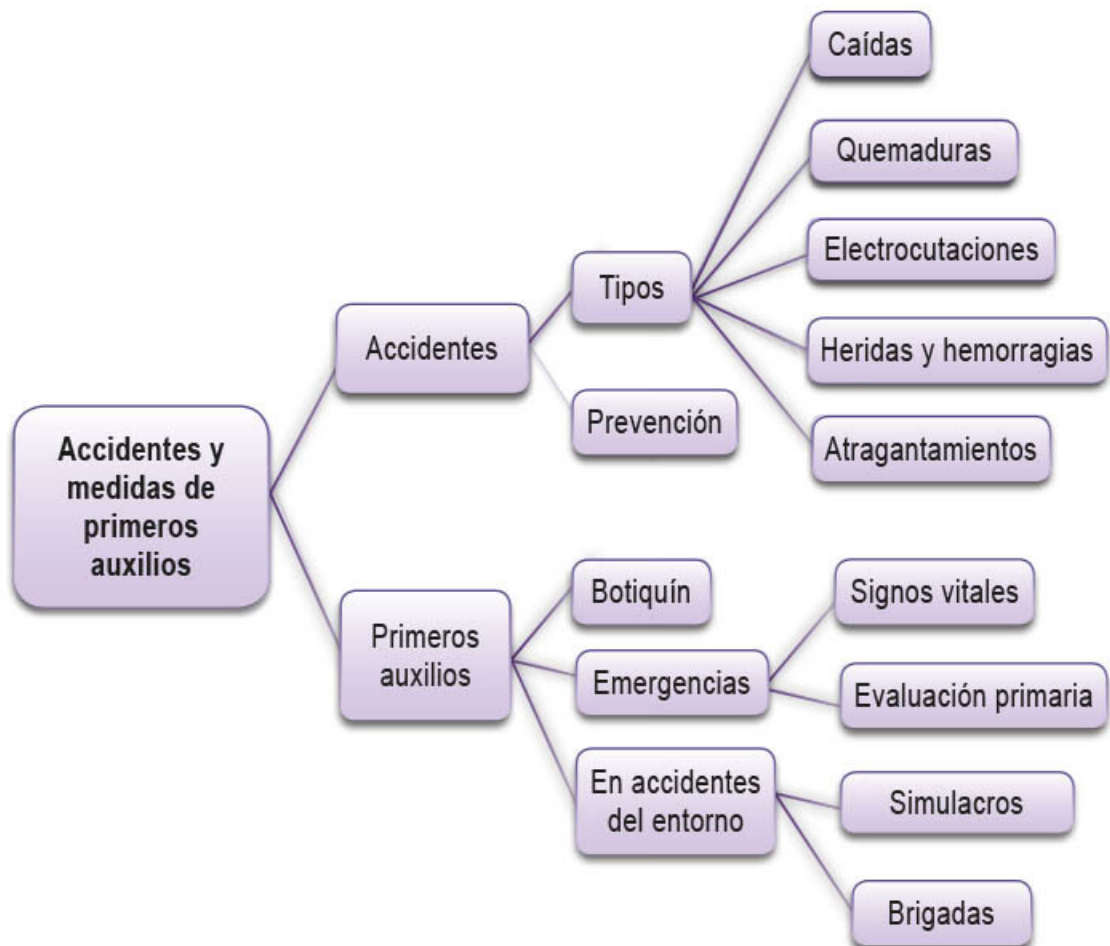 Accidentes y
medidas de
primeros
auxilios
Accidentes
Tipos
Caídas
Quemaduras
Electrocutaciones
Heridas y hemorragias
Atragantamientos
Prevención
Primeros
auxilios
Botiquín
Emergencias
Signos vitales
Evaluación primaria
En accidentes
del entorno
Simulacros
Brigadas